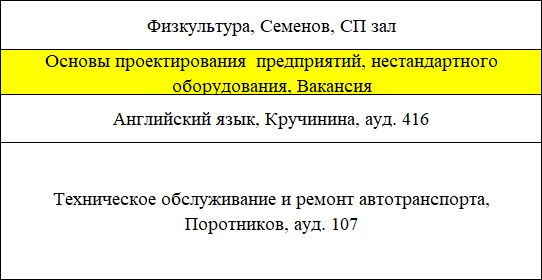 Физкультура, Семенов, СП зал
Основы проектирования  предприятий, нестандартного
оборудования, Вакансия
Английский язык, Кручинина, ауд. 416
Техническое обслуживание и ремонт автотранспорта,
Поротников, ауд. 107